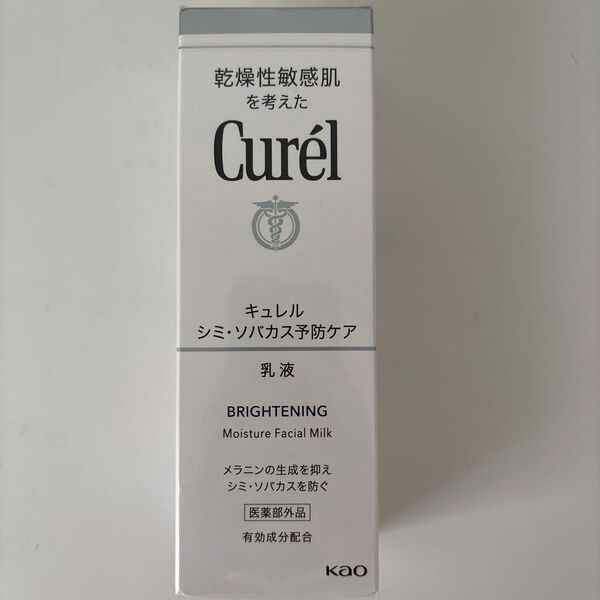 乾燥性敏感肌
を考えた
Curél
キュレル
シミ・ソバカス予防ケア
乳液
BRIGHTENING
Moisture Facial Milk
メラニンの生成を抑え
シミ・ソバカスを防ぐ
医薬部外品
有効成分配合
Kao